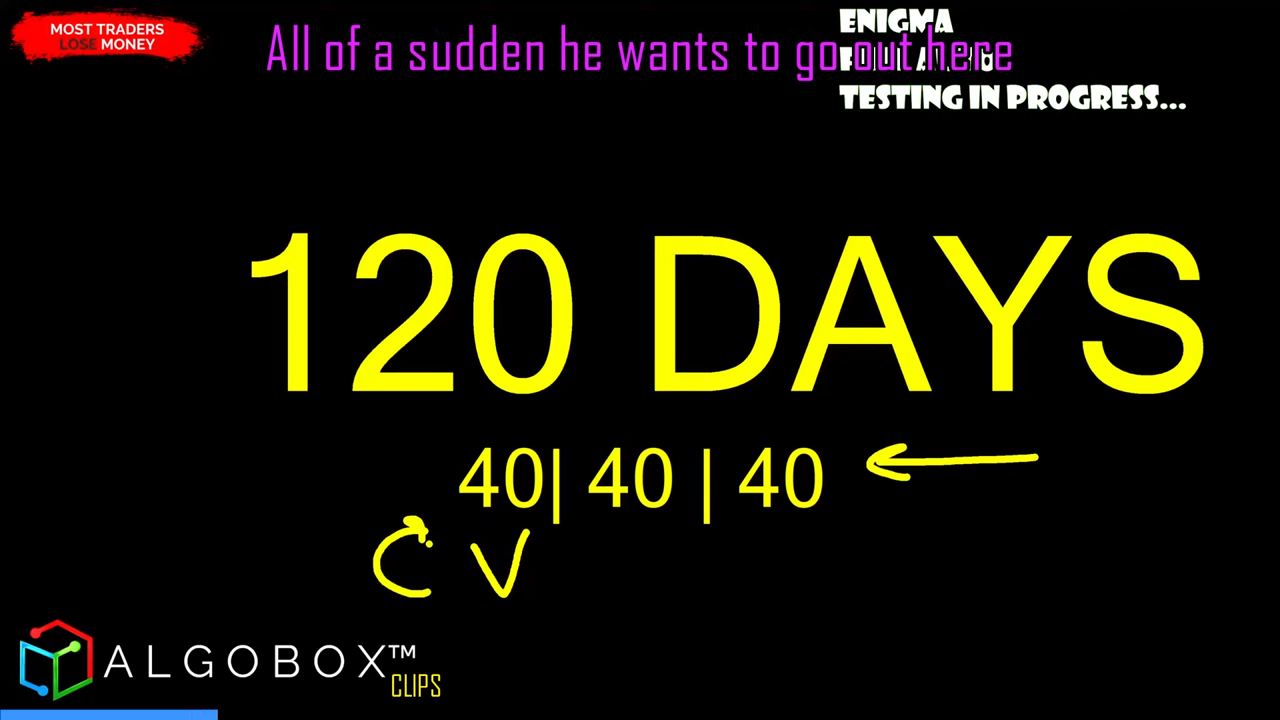 MOST TRADERS
LOSE MONEY
All of a sudden he wants to go out here
ENIGMA
TESTING IN PROGRESS...
120 DAYS
40| 40 | 40
C V
ALGOBOX™
CLIPS